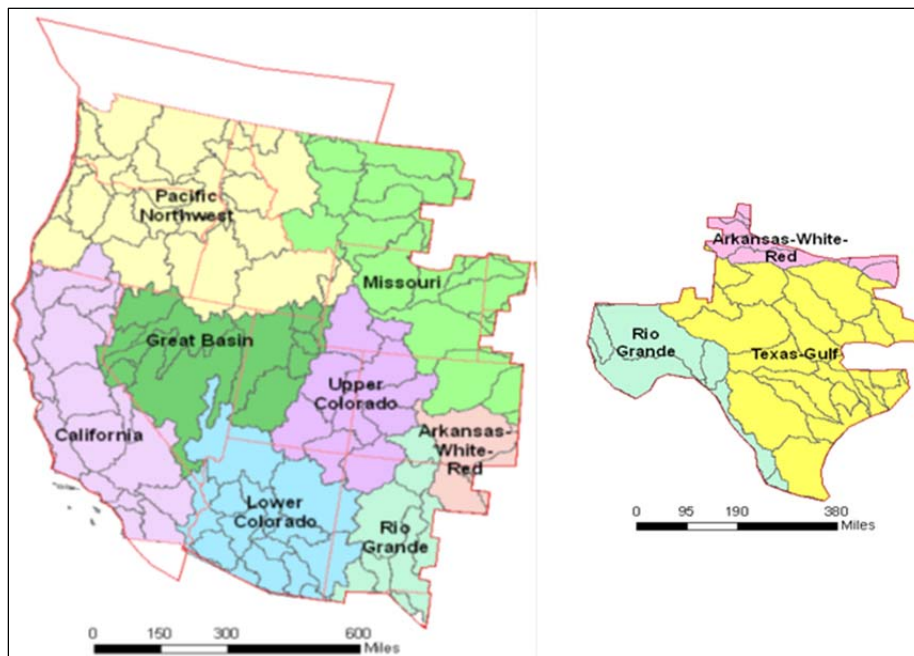 Pacific
Northwest
Missouri
Great Basin
Upper
Colorado
California
Arkansas-
White-
Red
Lower
Colorado
Rio
Grande
0 150 300 600
Miles
Arkansas-White-
Red
Rio
Grande
Texas-Gulf
0 95 190 380
Miles